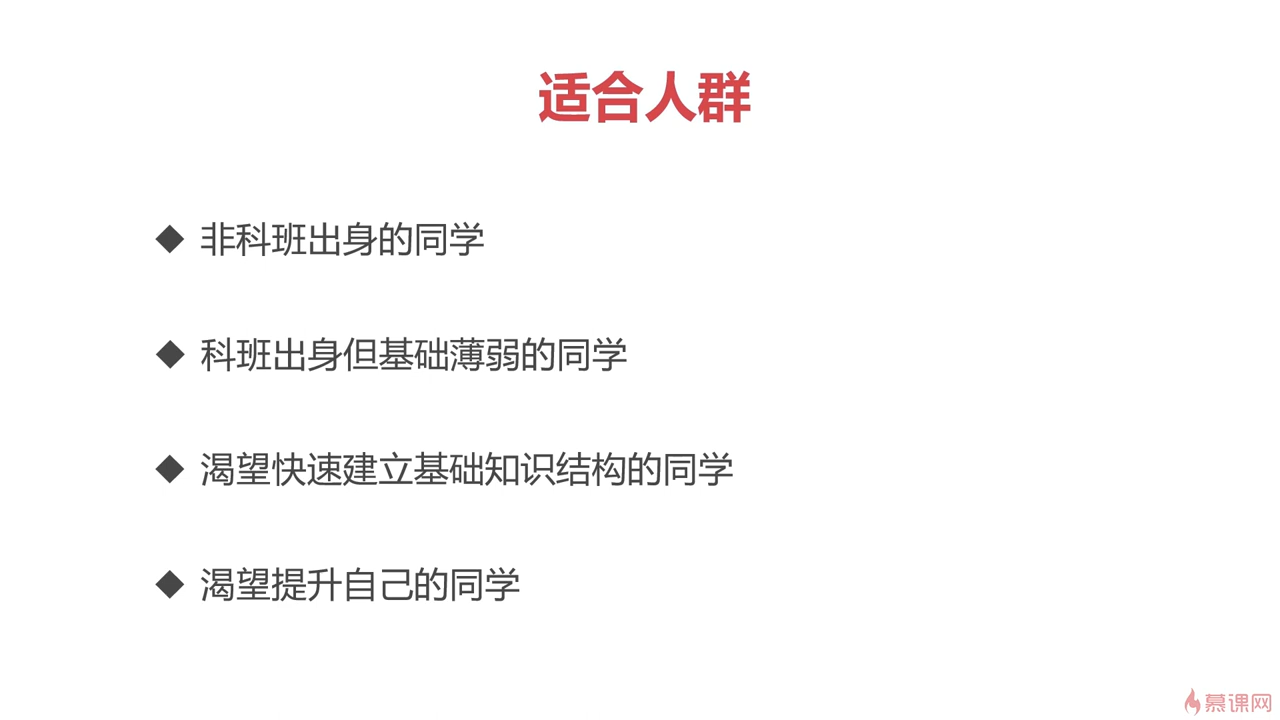 适合人群
◆ 非科班出身的同学
◆ 科班出身但基础薄弱的同学
◆ 渴望快速建立基础知识结构的同学
◆ 渴望提升自己的同学
慕课网